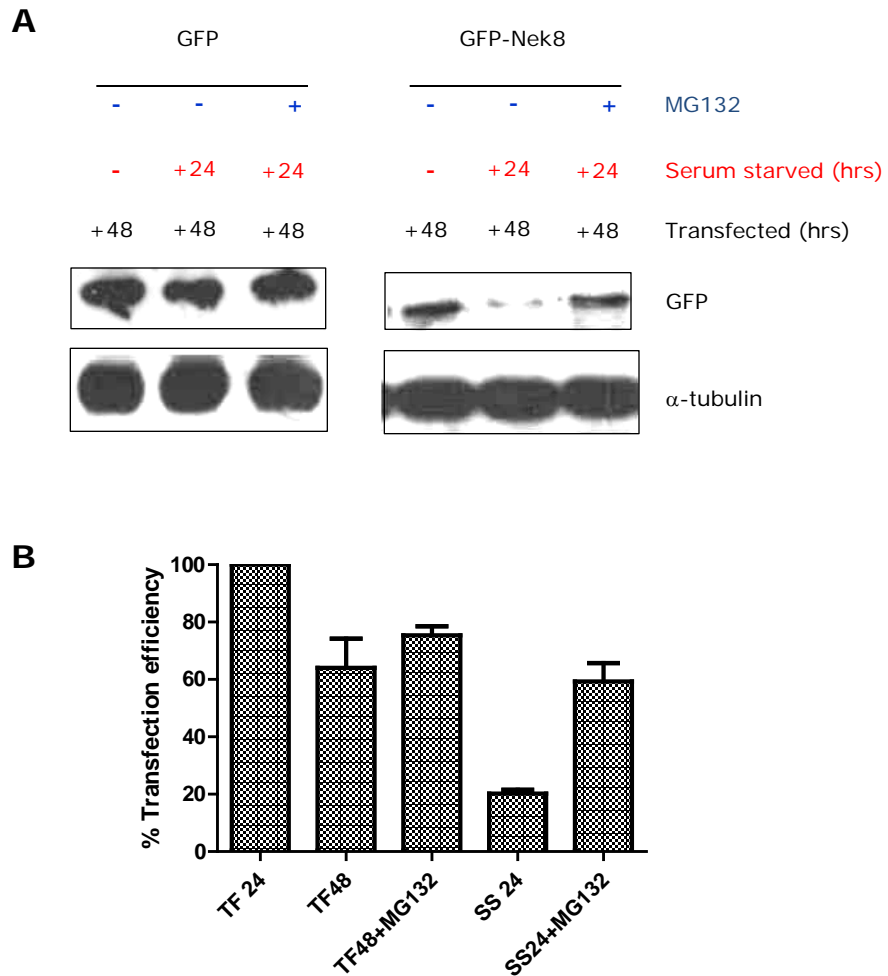 A
GFP GFP-Nek8
- - + - - + MG132
- +24 +24 - +24 +24 Serum starved (hrs)
+48 +48 +48 +48 +48 +48 Transfected (hrs)
GFP
α-tubulin
B
% Transfection efficiency
100
80
60
40
20
0
TF 24 TF48 TF48+MG132 SS 24 SS24+MG132